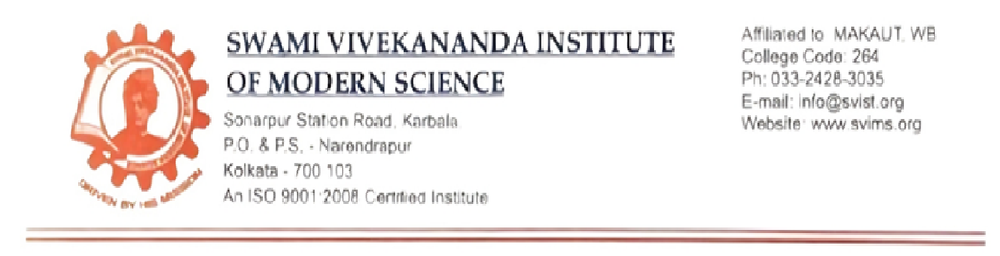 SWAMI VIVEKANANDA INSTITUTE
OF MODERN SCIENCE
Sonarpur Station Road, Karbala
P.O. & P.S. - Narendrapur
Kolkata - 700 103
An ISO 9001:2008 Certified Institute
Affiliated to MAKAUT, WB
College Code: 264
Ph: 033-2428-3035
E-mail: info@svist.org
Website: www.svims.org
DRIVEN BY HIS MISSION